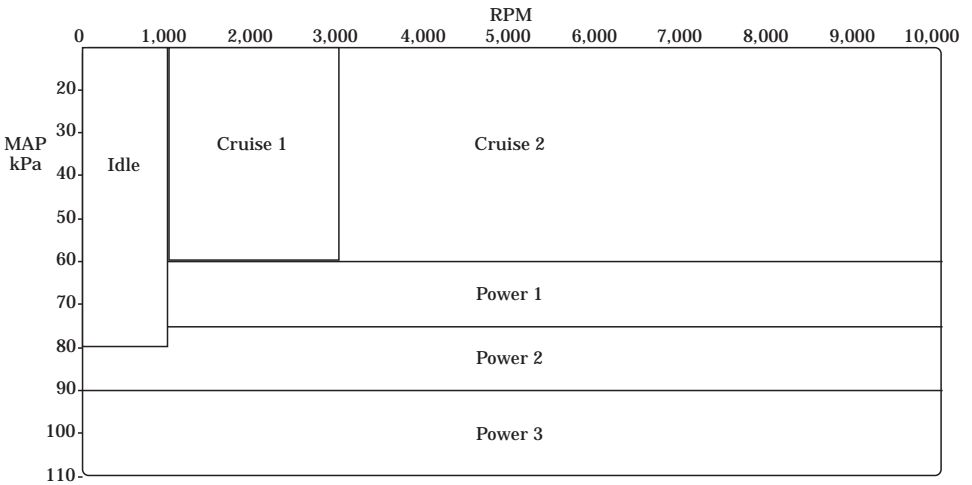 RPM
0 1,000 2,000 3,000 4,000 5,000 6,000 7,000 8,000 9,000 10,000
MAP
kPa
20
30
40
50
60
70
80
90
100
110
Idle
Cruise 1
Cruise 2
Power 1
Power 2
Power 3